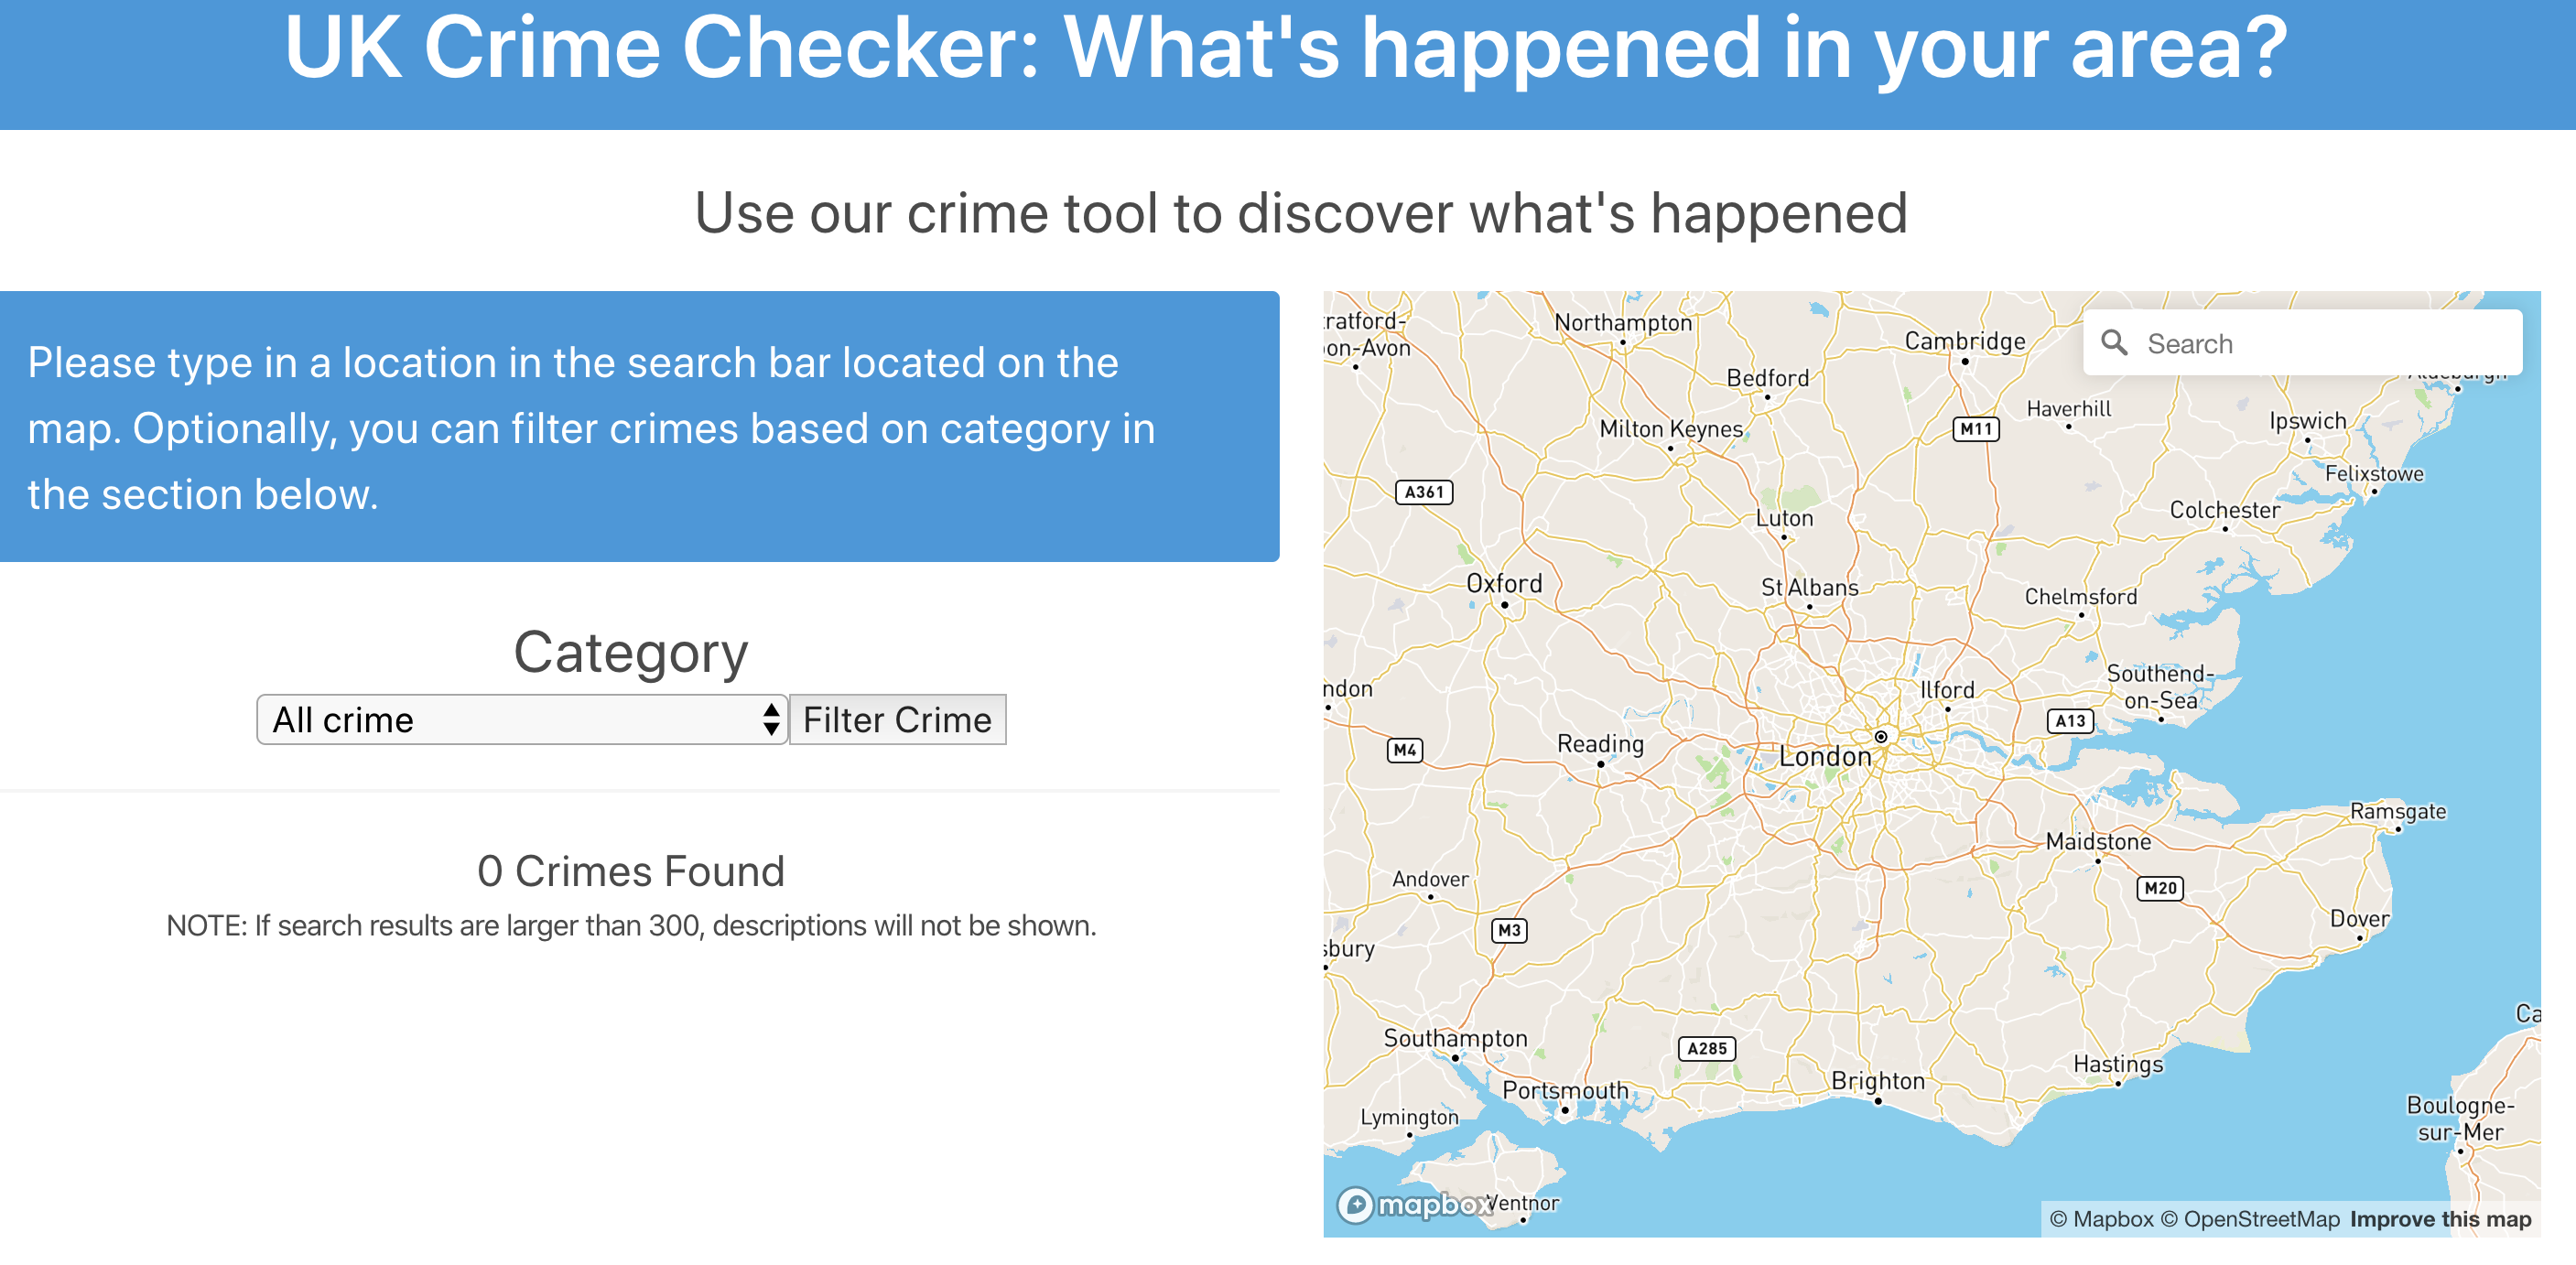 UK Crime Checker: What's happened in your area?
Use our crime tool to discover what's happened
Please type in a location in the search bar located on the
map. Optionally, you can filter crimes based on category in
the section below.
Category
All crime
Filter Crime
0 Crimes Found
NOTE: If search results are larger than 300, descriptions will not be shown.
Search
ratford-
on-Avon
Northampton
Cambridge
Bedford
Haverhill
Ipswich
Milton Keynes
M11
Felixstowe
A361
Colchester
Luton
Oxford
St Albans
Chelmsford
Southend-
on-Sea
ndon
Ilford
A13
M4
Reading
London
Ramsgate
Maidstone
Andover
M20
M3
Dover
sbury
Ca
Southampton
A285
Hastings
Portsmouth
Brighton
Lymington
Boulogne-
sur-Mer
mapbox
Ventnor
© Mapbox © OpenStreetMap Improve this map